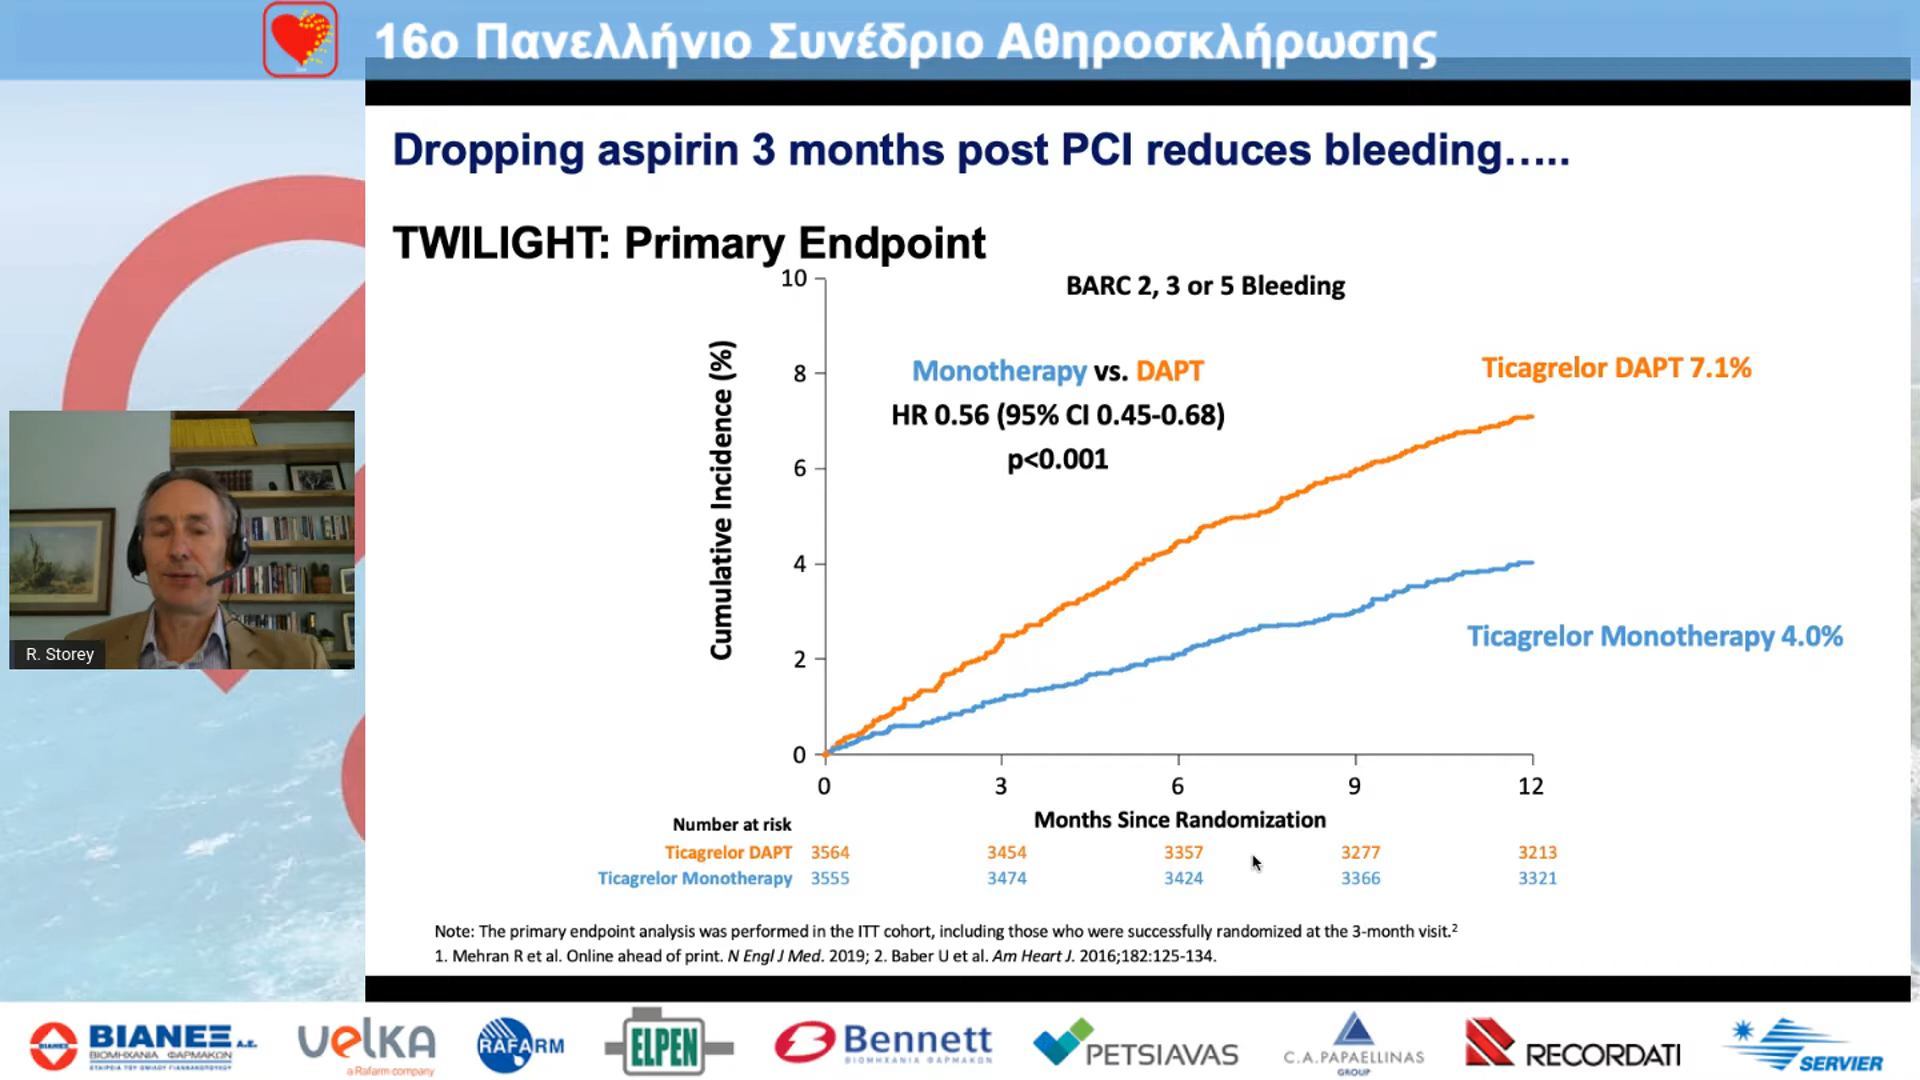 16ο Πανελλήνιο Συνέδριο Αθηροσκλήρωσης
Dropping aspirin 3 months post PCI reduces bleeding…..
TWILIGHT: Primary Endpoint
BARC 2, 3 or 5 Bleeding
Monotherapy vs. DAPT
HR 0.56 (95% CI 0.45-0.68)
p<0.001
Ticagrelor DAPT 7.1%
Ticagrelor Monotherapy 4.0%
Cumulative Incidence (%)
10
8
6
4
2
0
0 3 6 9 12
Months Since Randomization
Number at risk
Ticagrelor DAPT 3564 3454 3357 3277 3213
Ticagrelor Monotherapy 3555 3474 3424 3366 3321
Note: The primary endpoint analysis was performed in the ITT cohort, including those who were successfully randomized at the 3-month visit.2
1. Mehran R et al. Online ahead of print. N Engl J Med. 2019; 2. Baber U et al. Am Heart J. 2016;182:125-134.
R. Storey
ΒΙΑΝΕΞ Α.Ε.
ΒΙΟΜΗΧΑΝΙΑ ΦΑΡΜΑΚΩΝ
velka
a Rafarm company
RAFARM
ELPEN
Bennett
ΒΙΟΜΗΧΑΝΙΑ ΦΑΡΜΑΚΩΝ
PETSIAVAS
C.A.PAPAELLINAS
GROUP
RECORDATI
SERVIER